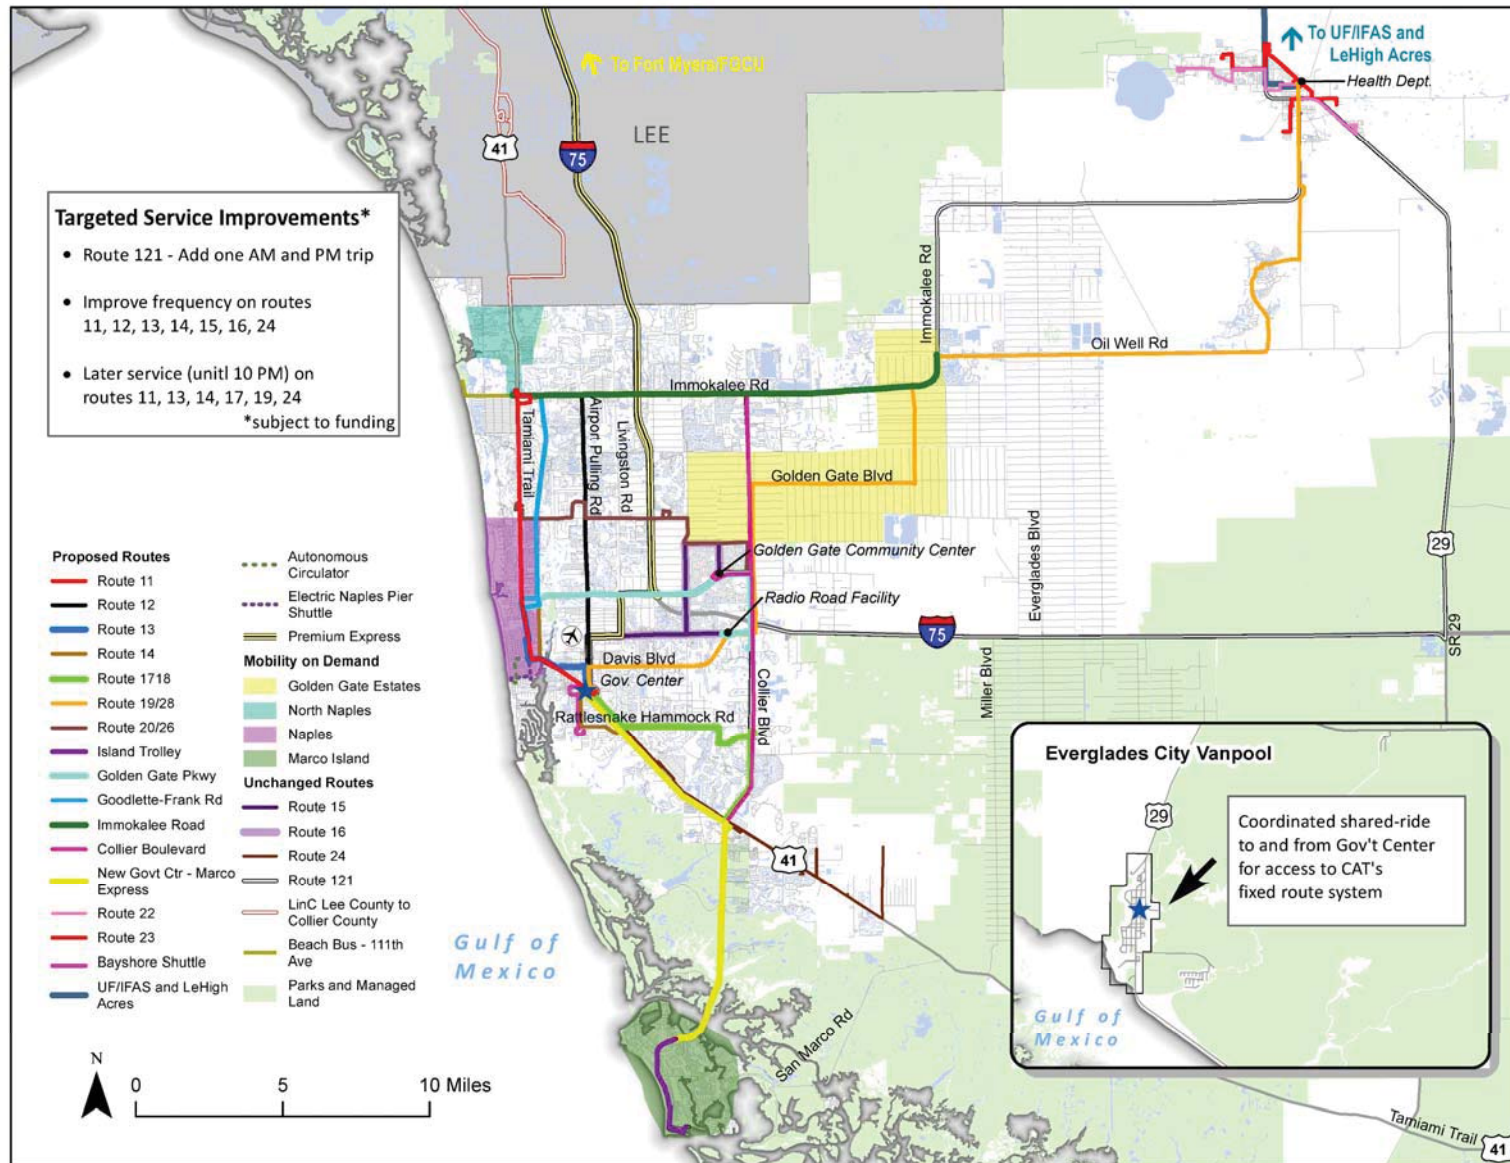 To UF/IFAS and
LeHigh Acres
To Fort Myers/FGCU
Health Dept.
41
75
LEE
Targeted Service Improvements*
• Route 121 - Add one AM and PM trip
• Improve frequency on routes
11, 12, 13, 14, 15, 16, 24
• Later service (unitl 10 PM) on
routes 11, 13, 14, 17, 19, 24
*subject to funding
Immokalee Rd
Oil Well Rd
Immokalee Rd
Tamiami Trail
Airport Pulling Rd
Livingston Rd
Golden Gate Blvd
Everglades Blvd
29
SR 29
Golden Gate Community Center
Radio Road Facility
75
Davis Blvd
Gov. Center
Rattlesnake Hammock Rd
Collier Blvd
Miller Blvd
41
Gulf of
Mexico
San Marco Rd
Tamiami Trail
41
Proposed Routes
Route 11
Route 12
Route 13
Route 14
Route 1718
Route 19/28
Route 20/26
Island Trolley
Golden Gate Pkwy
Goodlette-Frank Rd
Immokalee Road
Collier Boulevard
New Govt Ctr - Marco
Express
Route 22
Route 23
Bayshore Shuttle
UF/IFAS and LeHigh
Acres
Autonomous
Circulator
Electric Naples Pier
Shuttle
Premium Express
Mobility on Demand
Golden Gate Estates
North Naples
Naples
Marco Island
Unchanged Routes
Route 15
Route 16
Route 24
Route 121
LinC Lee County to
Collier County
Beach Bus - 111th
Ave
Parks and Managed
Land
N
0 5 10 Miles
Everglades City Vanpool
29
Coordinated shared-ride
to and from Gov't Center
for access to CAT's
fixed route system
Gulf of
Mexico